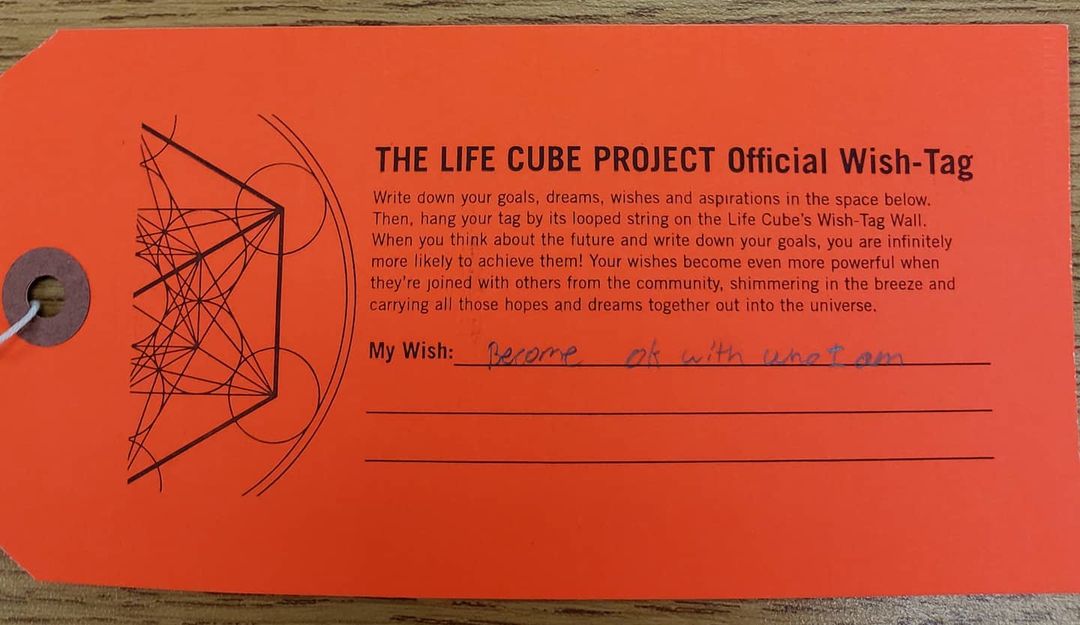 THE LIFE CUBE PROJECT Official Wish-Tag
Write down your goals, dreams, wishes and aspirations in the space below.
Then, hang your tag by its looped string on the Life Cube's Wish-Tag Wall.
When you think about the future and write down your goals, you are infinitely
more likely to achieve them! Your wishes become even more powerful when
they're joined with others from the community, shimmering in the breeze and
carrying all those hopes and dreams together out into the universe.
My Wish: Become ok with who I am